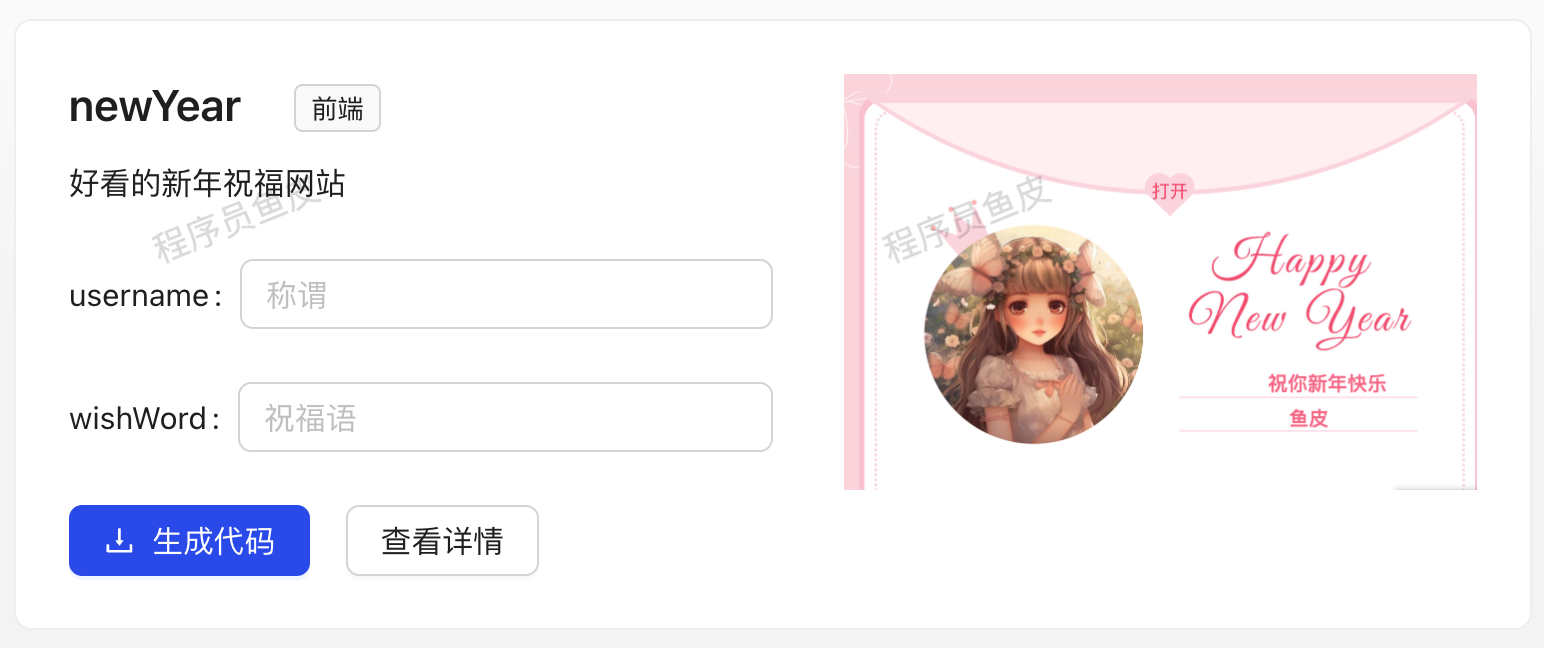 newYear
前端
好看的新年祝福网站
程序员鱼皮
username :
称谓
wishWord :
祝福语
生成代码
查看详情
打开
程序员鱼皮
Happy
New Year
祝你新年快乐
鱼皮